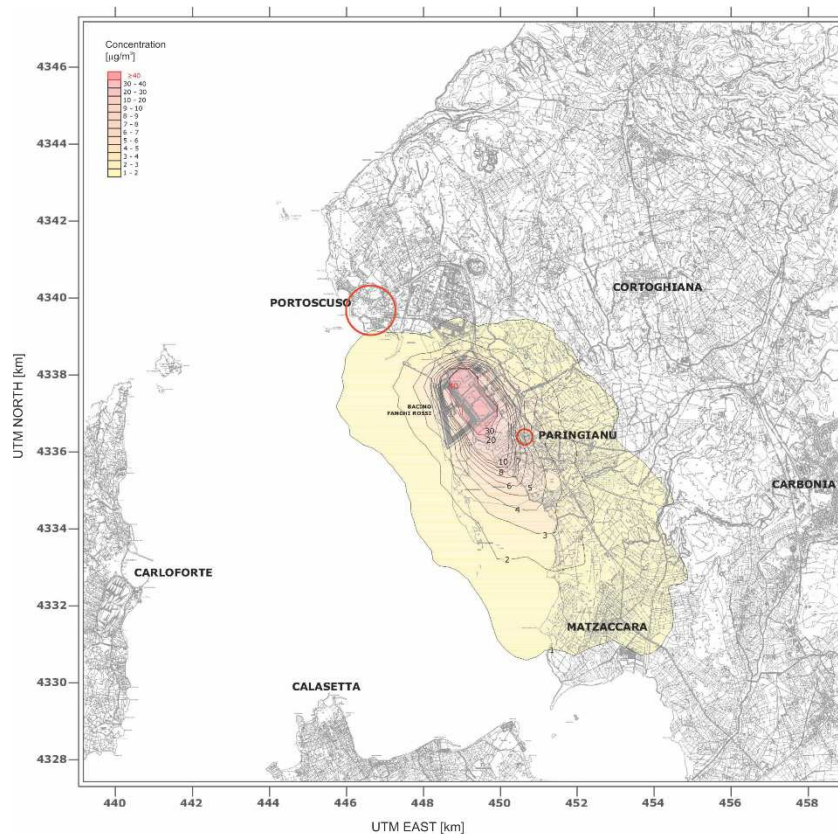 Concentration
[µg/m³]
≥40
30 - 40
20 - 30
10 - 20
9 - 10
8 - 9
7 - 8
6 - 7
5 - 6
4 - 5
3 - 4
2 - 3
1 - 2
4346
4344
4342
4340
4338
4336
4334
4332
4330
4328
UTM NORTH [km]
CORTOGHIANA
PORTOSCUSO
BACINO
FANGHI ROSSI
30
20
PARINGIANU
10
8
7
6
5
4
3
2
CARBONIA
CARLOFORTE
MATZACCARA
1
CALASETTA
440
442
444
446
448
450
452
454
456
458
UTM EAST [km]